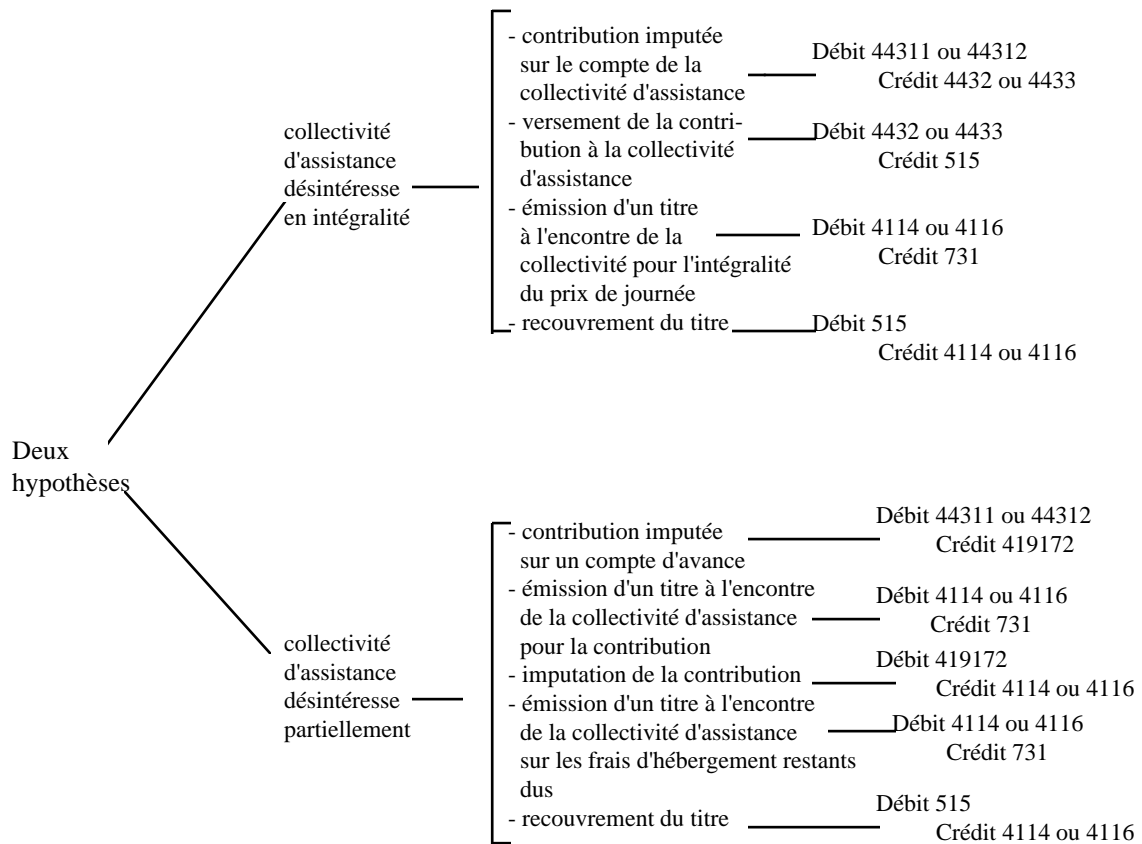 - contribution imputée
sur le compte de la
collectivité d'assistance
Débit 44311 ou 44312
Crédit 4432 ou 4433
- versement de la contri-
bution à la collectivité
d'assistance
Débit 4432 ou 4433
Crédit 515
collectivité
d'assistance
désintéresse
en intégralité
- émission d'un titre
à l'encontre de la
collectivité pour l'intégralité
du prix de journée
Débit 4114 ou 4116
Crédit 731
- recouvrement du titre
Débit 515
Crédit 4114 ou 4116
Deux
hypothèses
- contribution imputée
sur un compte d'avance
Débit 44311 ou 44312
Crédit 419172
- émission d'un titre à l'encontre
de la collectivité d'assistance
pour la contribution
Débit 4114 ou 4116
Crédit 731
collectivité
d'assistance
désintéresse
partiellement
- imputation de la contribution
Débit 419172
Crédit 4114 ou 4116
- émission d'un titre à l'encontre
de la collectivité d'assistance
sur les frais d'hébergement restants
dus
Débit 4114 ou 4116
Crédit 731
- recouvrement du titre
Débit 515
Crédit 4114 ou 4116